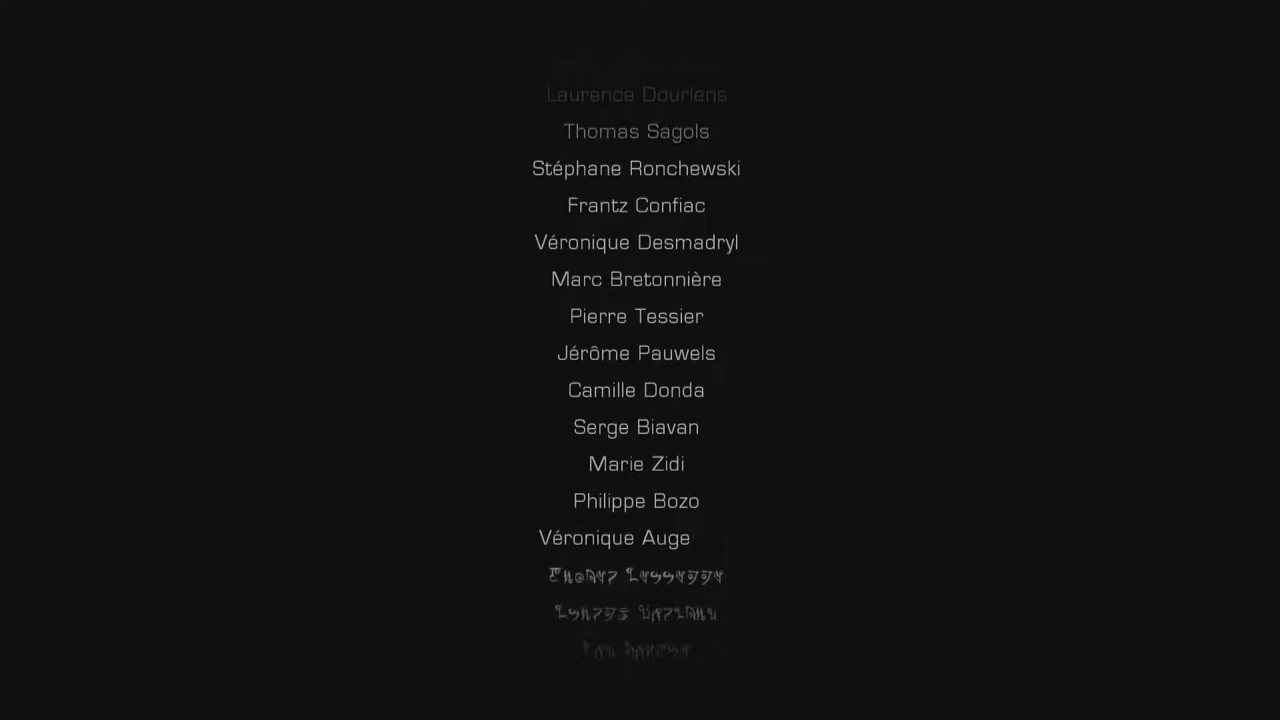 Laurence Dourlens
Thomas Sagols
Stéphane Ronchewski
Frantz Confiac
Véronique Desmadryl
Marc Bretonnière
Pierre Tessier
Jérôme Pauwels
Camille Donda
Serge Biavan
Marie Zidi
Philippe Bozo
Véronique Auge